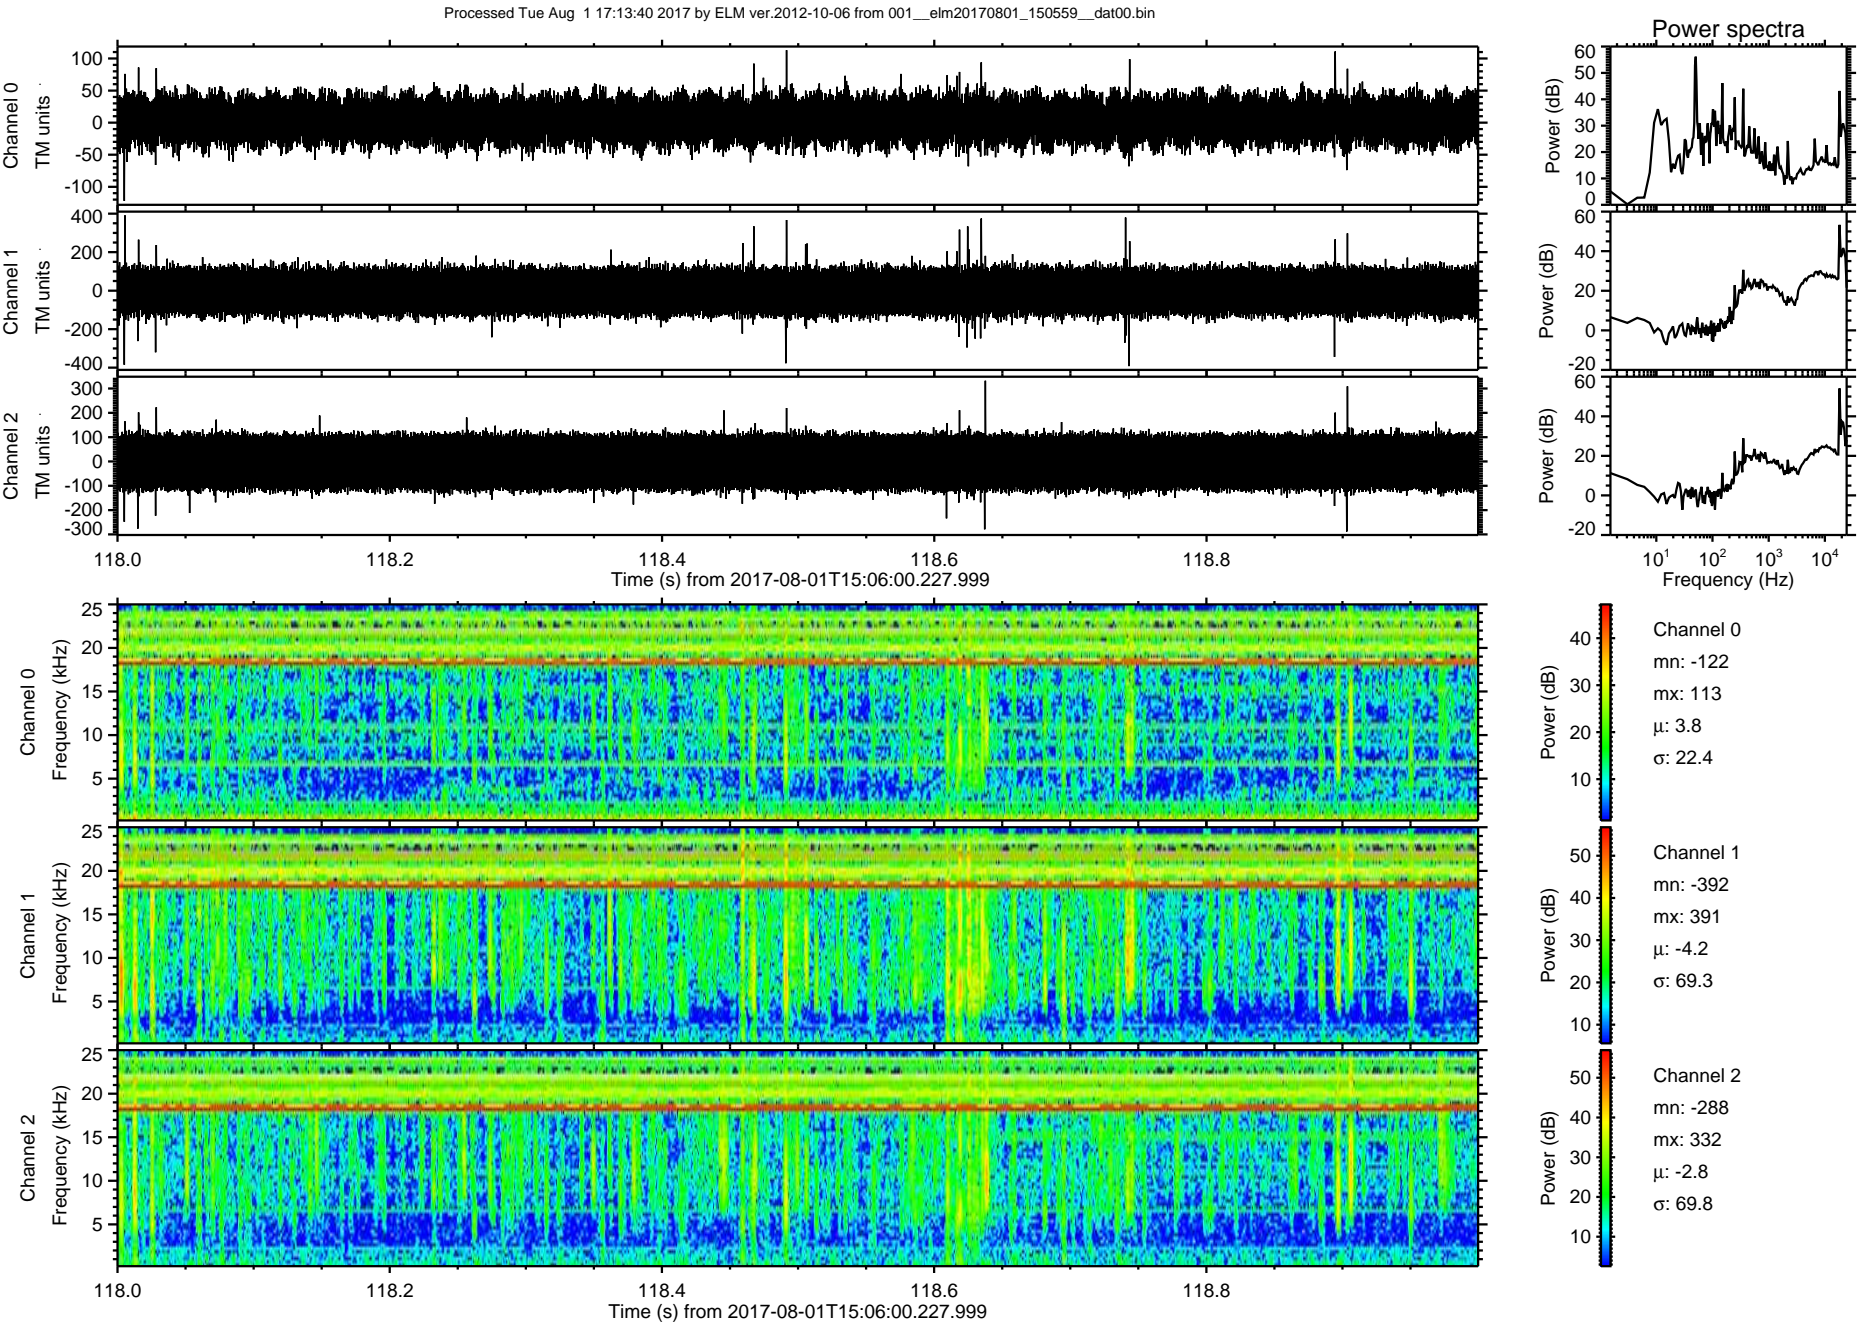 Processed Tue Aug 1 17:13:40 2017 by ELM ver.2012-10-06 from 001__elm20170801_150559__dat00.bin
Power spectra
Channel 0
TM units
100
50
0
-50
-100
Power (dB)
60
50
40
30
20
10
0
Channel 1
TM units
400
200
0
-200
-400
Power (dB)
60
40
20
0
-20
Channel 2
TM units
300
200
100
0
-100
-200
-300
Power (dB)
60
40
20
0
-20
118.0 118.2 118.4 118.6 118.8
Time (s) from 2017-08-01T15:06:00.227.999
10^1 10^2 10^3 10^4
Frequency (Hz)
Channel 0
Frequency (kHz)
25
20
15
10
5
Power (dB)
40
30
20
10
Channel 0
mn: -122
mx: 113
μ: 3.8
σ: 22.4
Channel 1
Frequency (kHz)
25
20
15
10
5
Power (dB)
50
40
30
20
10
Channel 1
mn: -392
mx: 391
μ: -4.2
σ: 69.3
Channel 2
Frequency (kHz)
25
20
15
10
5
Power (dB)
50
40
30
20
10
Channel 2
mn: -288
mx: 332
μ: -2.8
σ: 69.8
118.0 118.2 118.4 118.6 118.8
Time (s) from 2017-08-01T15:06:00.227.999